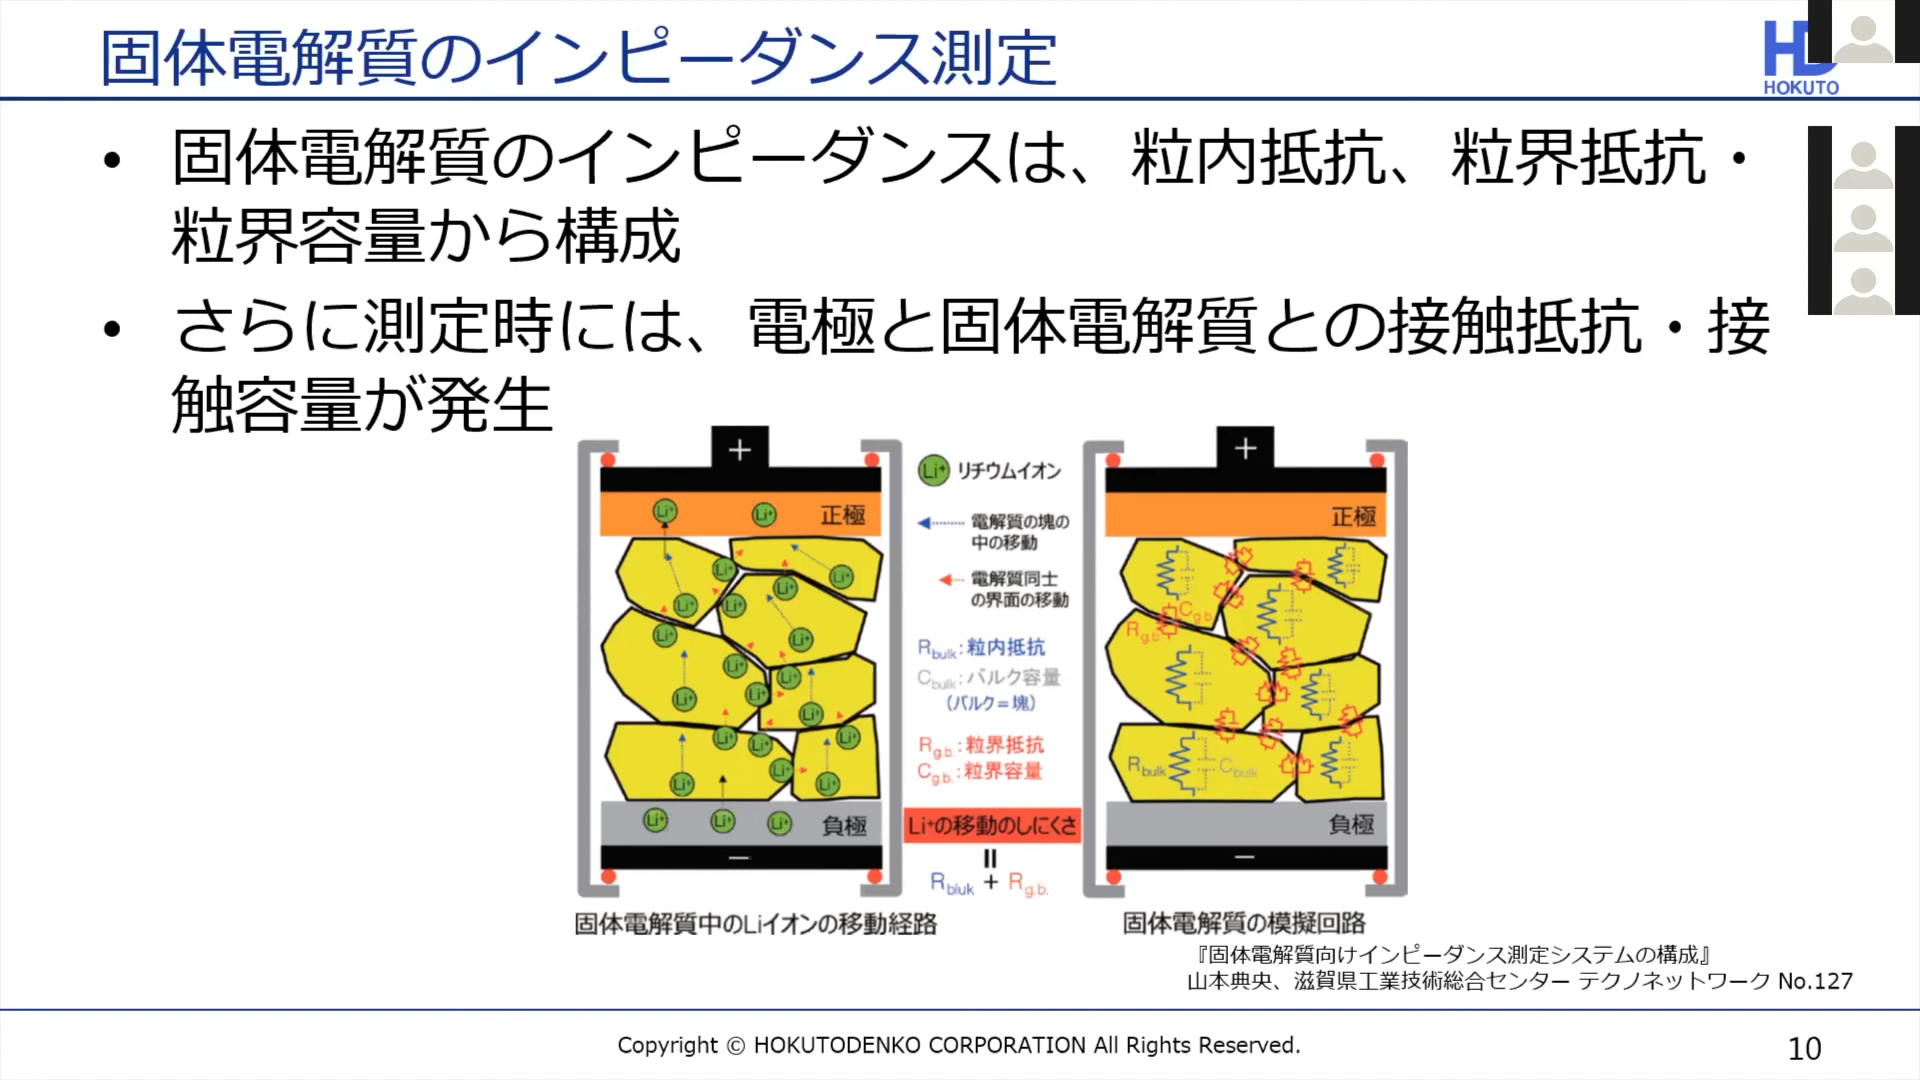 固体電解質のインピーダンス測定
HOKUTO
• 固体電解質のインピーダンスは、粒内抵抗、粒界抵抗・
粒界容量から構成
• さらに測定時には、電極と固体電解質との接触抵抗・接
触容量が発生
+
正極
Li⁺
負極
−
固体電解質中のLiイオンの移動経路
Li⁺ リチウムイオン
電解質の塊の
中の移動
電解質同士
の界面の移動
Rbulk:粒内抵抗
Cbulk:バルク容量
(バルク=塊)
Rg.b.:粒界抵抗
Cg.b.:粒界容量
Li⁺の移動のしにくさ
=
Rbluk + Rg.b.
+
正極
Cg.b.
Rg.b.
Rbulk
Cbulk
負極
−
固体電解質の模擬回路
『固体電解質向けインピーダンス測定システムの構成』
山本典央、滋賀県工業技術総合センター テクノネットワーク No.127
Copyright © HOKUTODENKO CORPORATION All Rights Reserved.
10